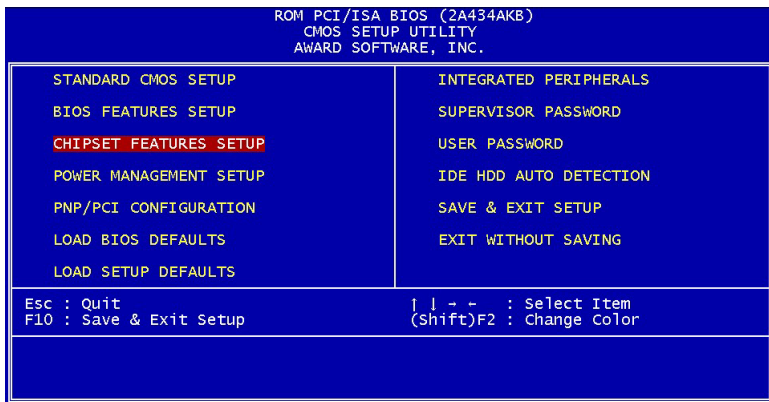 ROM PCI/ISA BIOS (2A434AKB)
CMOS SETUP UTILITY
AWARD SOFTWARE, INC.
STANDARD CMOS SETUP
BIOS FEATURES SETUP
CHIPSET FEATURES SETUP
POWER MANAGEMENT SETUP
PNP/PCI CONFIGURATION
LOAD BIOS DEFAULTS
LOAD SETUP DEFAULTS
INTEGRATED PERIPHERALS
SUPERVISOR PASSWORD
USER PASSWORD
IDE HDD AUTO DETECTION
SAVE & EXIT SETUP
EXIT WITHOUT SAVING
Esc : Quit
F10 : Save & Exit Setup
↑ ↓ → ← : Select Item
(Shift)F2 : Change Color